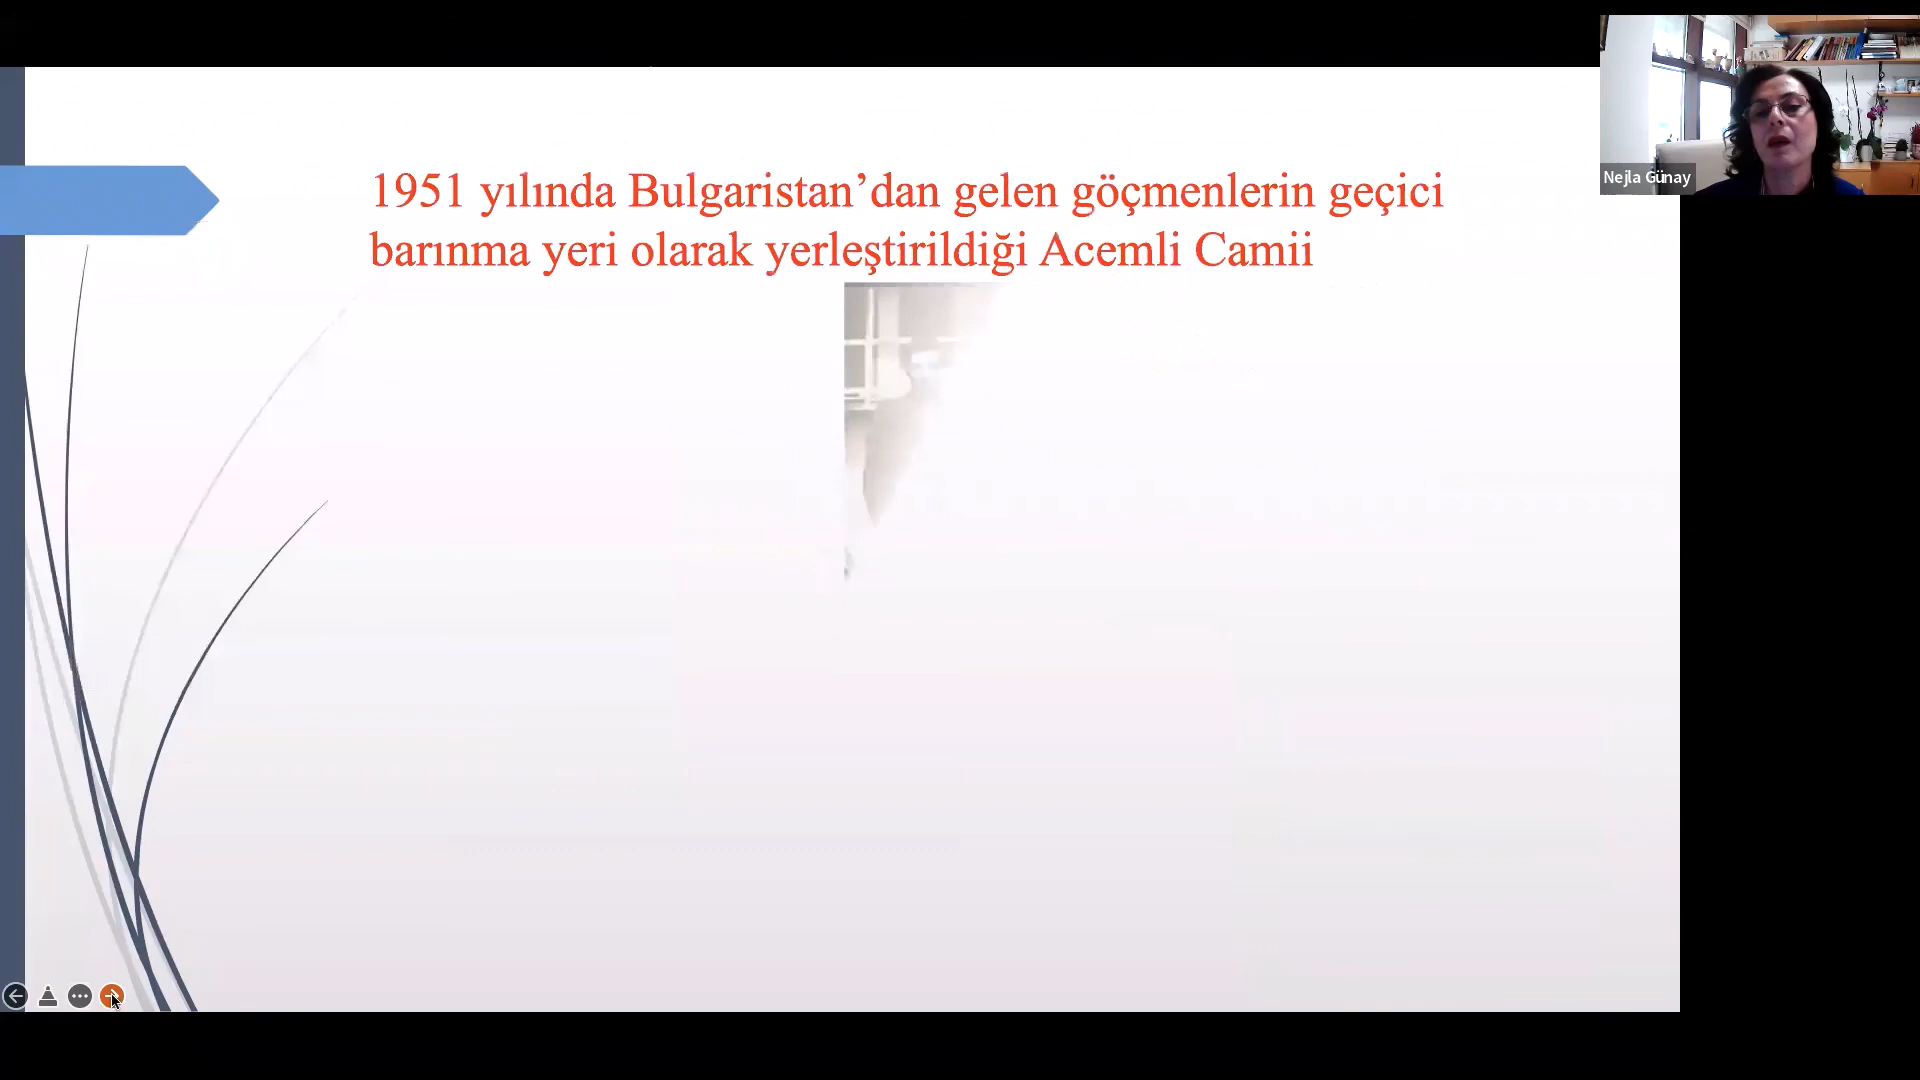 1951 yılında Bulgaristan’dan gelen göçmenlerin geçici
barınma yeri olarak yerleştirildiği Acemli Camii
Nejla Günay